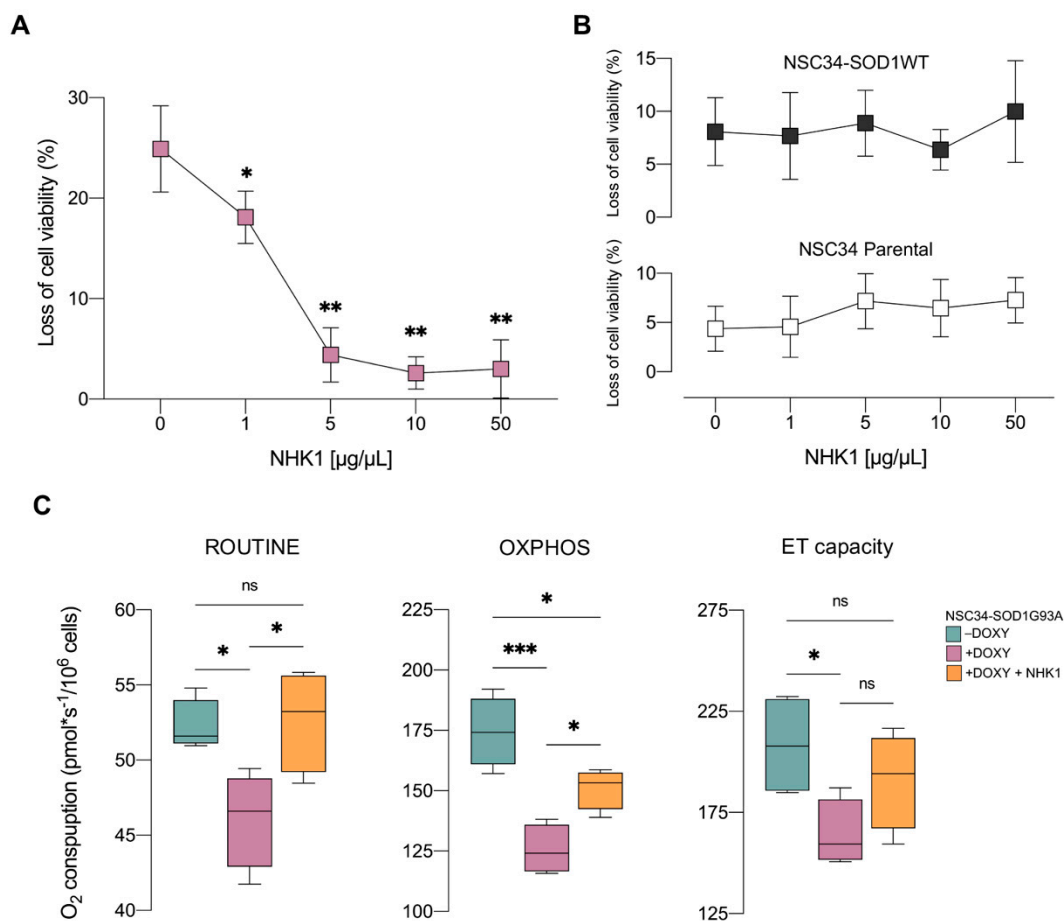 A
Loss of cell viability (%)
30
20
10
0
*
**
**
**
0 1 5 10 50
NHK1 [µg/µL]
B
NSC34-SOD1WT
Loss of cell viability (%)
15
10
5
0
NSC34 Parental
Loss of cell viability (%)
10
5
0
0 1 5 10 50
NHK1 [µg/µL]
C
O₂ conspuption (pmol*s⁻¹/10⁶ cells)
ROUTINE
60
55
50
45
40
ns
*
*
OXPHOS
225
200
175
150
125
100
*
***
*
ET capacity
275
225
175
125
ns
*
ns
NSC34-SOD1G93A
–DOXY
+DOXY
+DOXY + NHK1